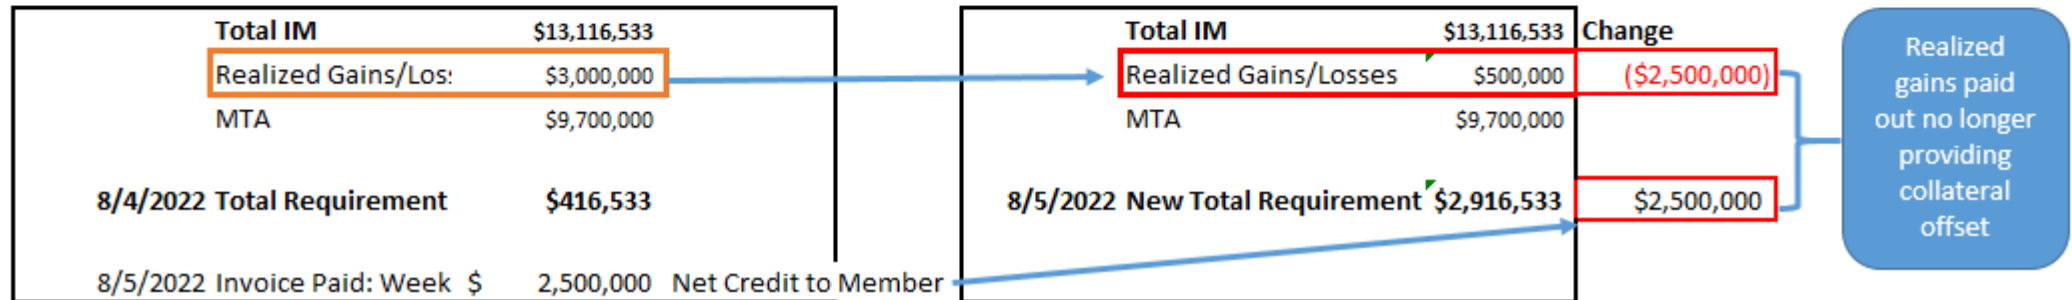 Total IM $13,116,533
Realized Gains/Los: $3,000,000
MTA $9,700,000
8/4/2022 Total Requirement $416,533
8/5/2022 Invoice Paid: Week $ 2,500,000 Net Credit to Member
Total IM $13,116,533 Change
Realized Gains/Losses $500,000 ($2,500,000)
MTA $9,700,000
8/5/2022 New Total Requirement $2,916,533 $2,500,000
Realized
gains paid
out no longer
providing
collateral
offset